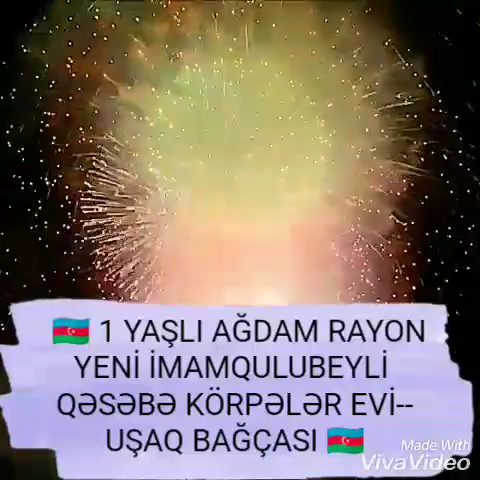 🇦🇿 1 YAŞLI AĞDAM RAYON
YENİ İMAMQULUBEYLİ
QƏSƏBƏ KÖRPƏLƏR EVİ--
UŞAQ BAĞÇASI 🇦🇿
Made With
VivaVideo